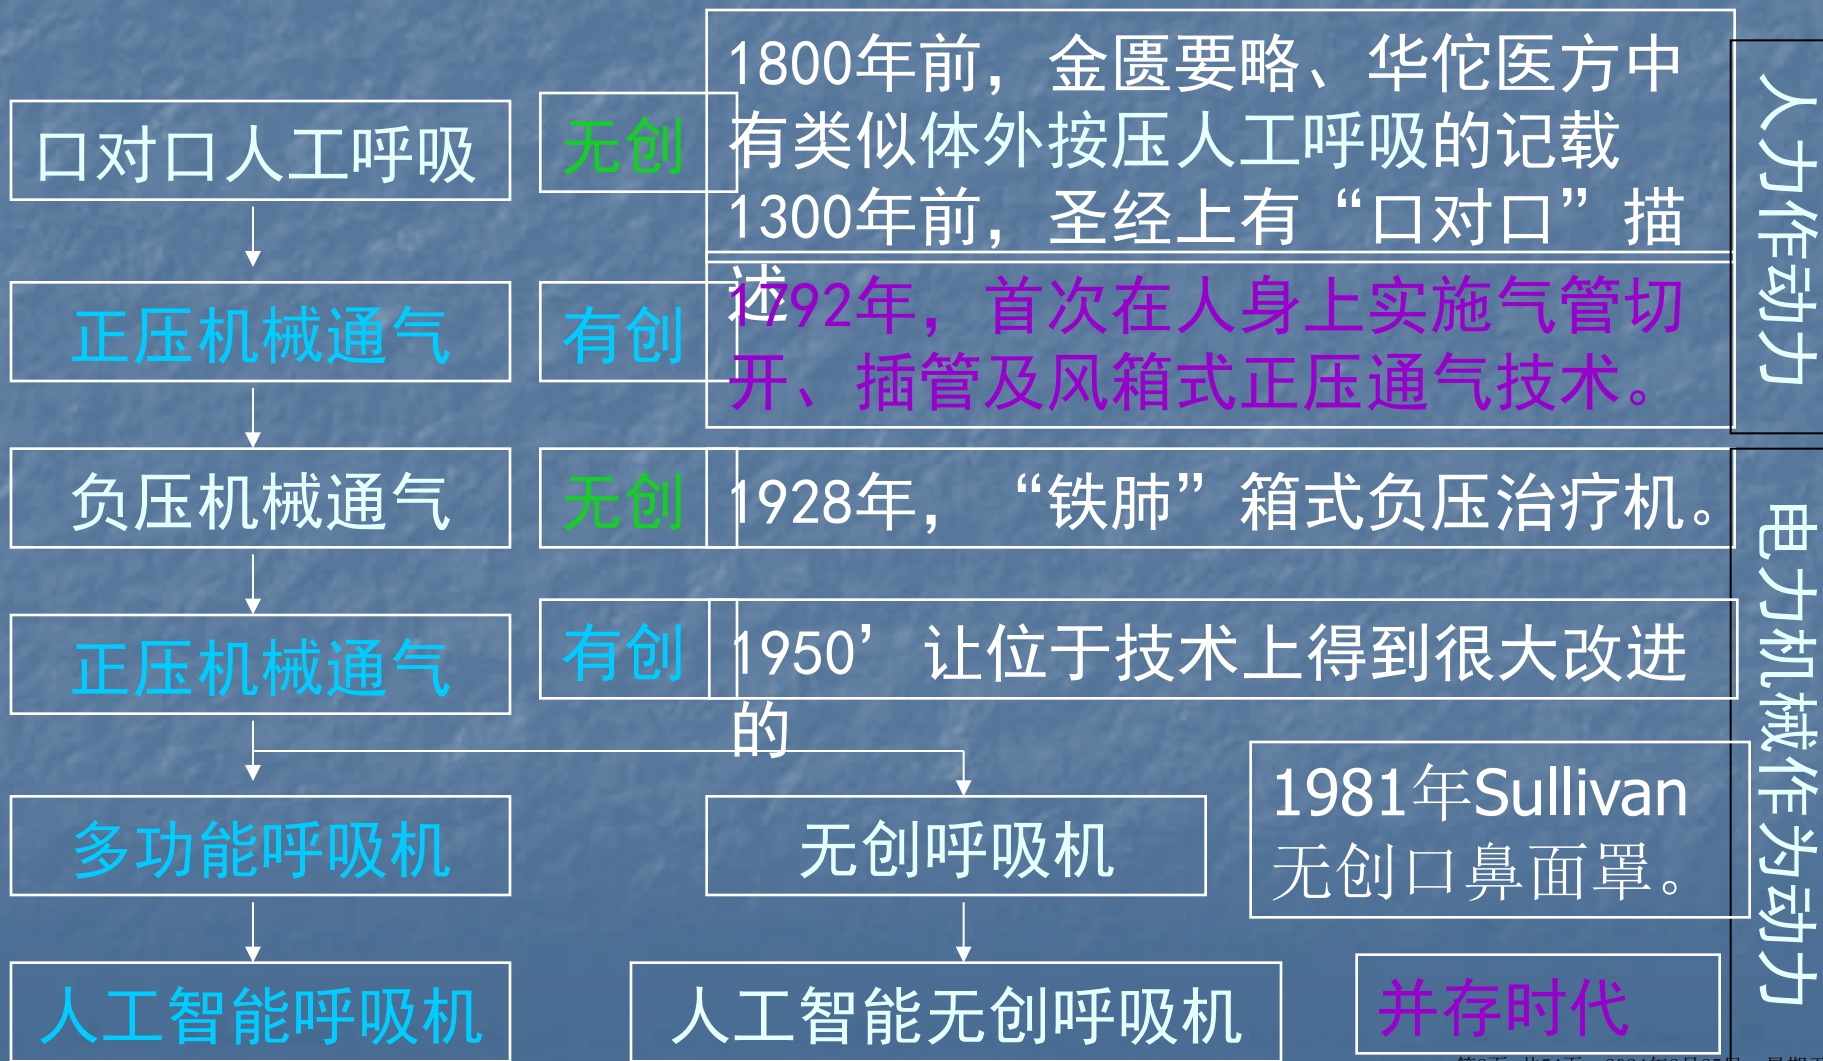 口对口人工呼吸
无创
1800年前，金匮要略、华佗医方中
有类似体外按压人工呼吸的记载
1300年前，圣经上有“口对口”描
述
正压机械通气
有创
1792年，首次在人身上实施气管切
开、插管及风箱式正压通气技术。
人力作动力
负压机械通气
无创
1928年，“铁肺”箱式负压治疗机。
正压机械通气
有创
1950’让位于技术上得到很大改进
的
多功能呼吸机
无创呼吸机
1981年Sullivan
无创口鼻面罩。
人工智能呼吸机
人工智能无创呼吸机
并存时代
电力机械作为动力